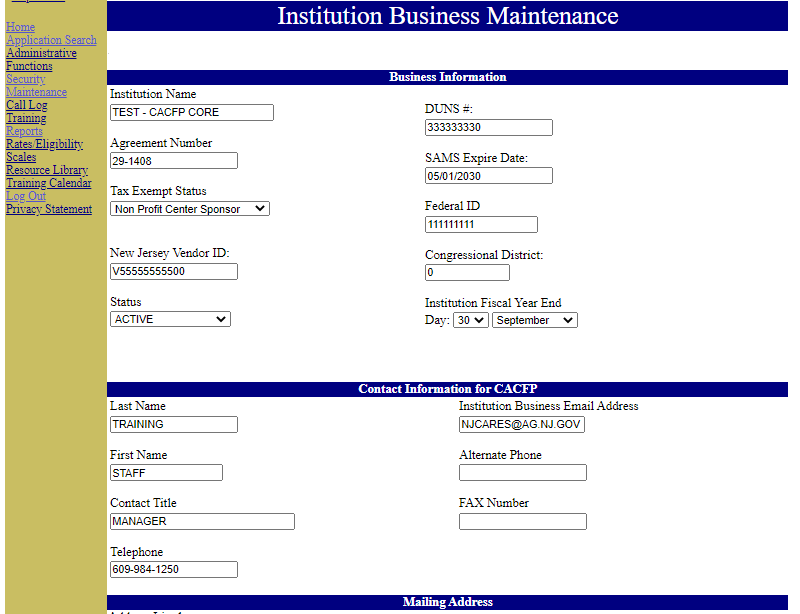 Institution Business Maintenance
Home
Application Search
Administrative
Functions
Security
Maintenance
Call Log
Training
Reports
Rates/Eligibility
Scales
Resource Library
Training Calendar
Log Out
Privacy Statement
Business Information
Institution Name
TEST - CACFP CORE
Agreement Number
29-1408
Tax Exempt Status
Non Profit Center Sponsor
New Jersey Vendor ID:
V55555555500
Status
ACTIVE
DUNS #:
333333330
SAMS Expire Date:
05/01/2030
Federal ID
111111111
Congressional District:
0
Institution Fiscal Year End
Day: 30 September
Contact Information for CACFP
Last Name
TRAINING
First Name
STAFF
Contact Title
MANAGER
Telephone
609-984-1250
Institution Business Email Address
NJCARES@AG.NJ.GOV
Alternate Phone
FAX Number
Mailing Address